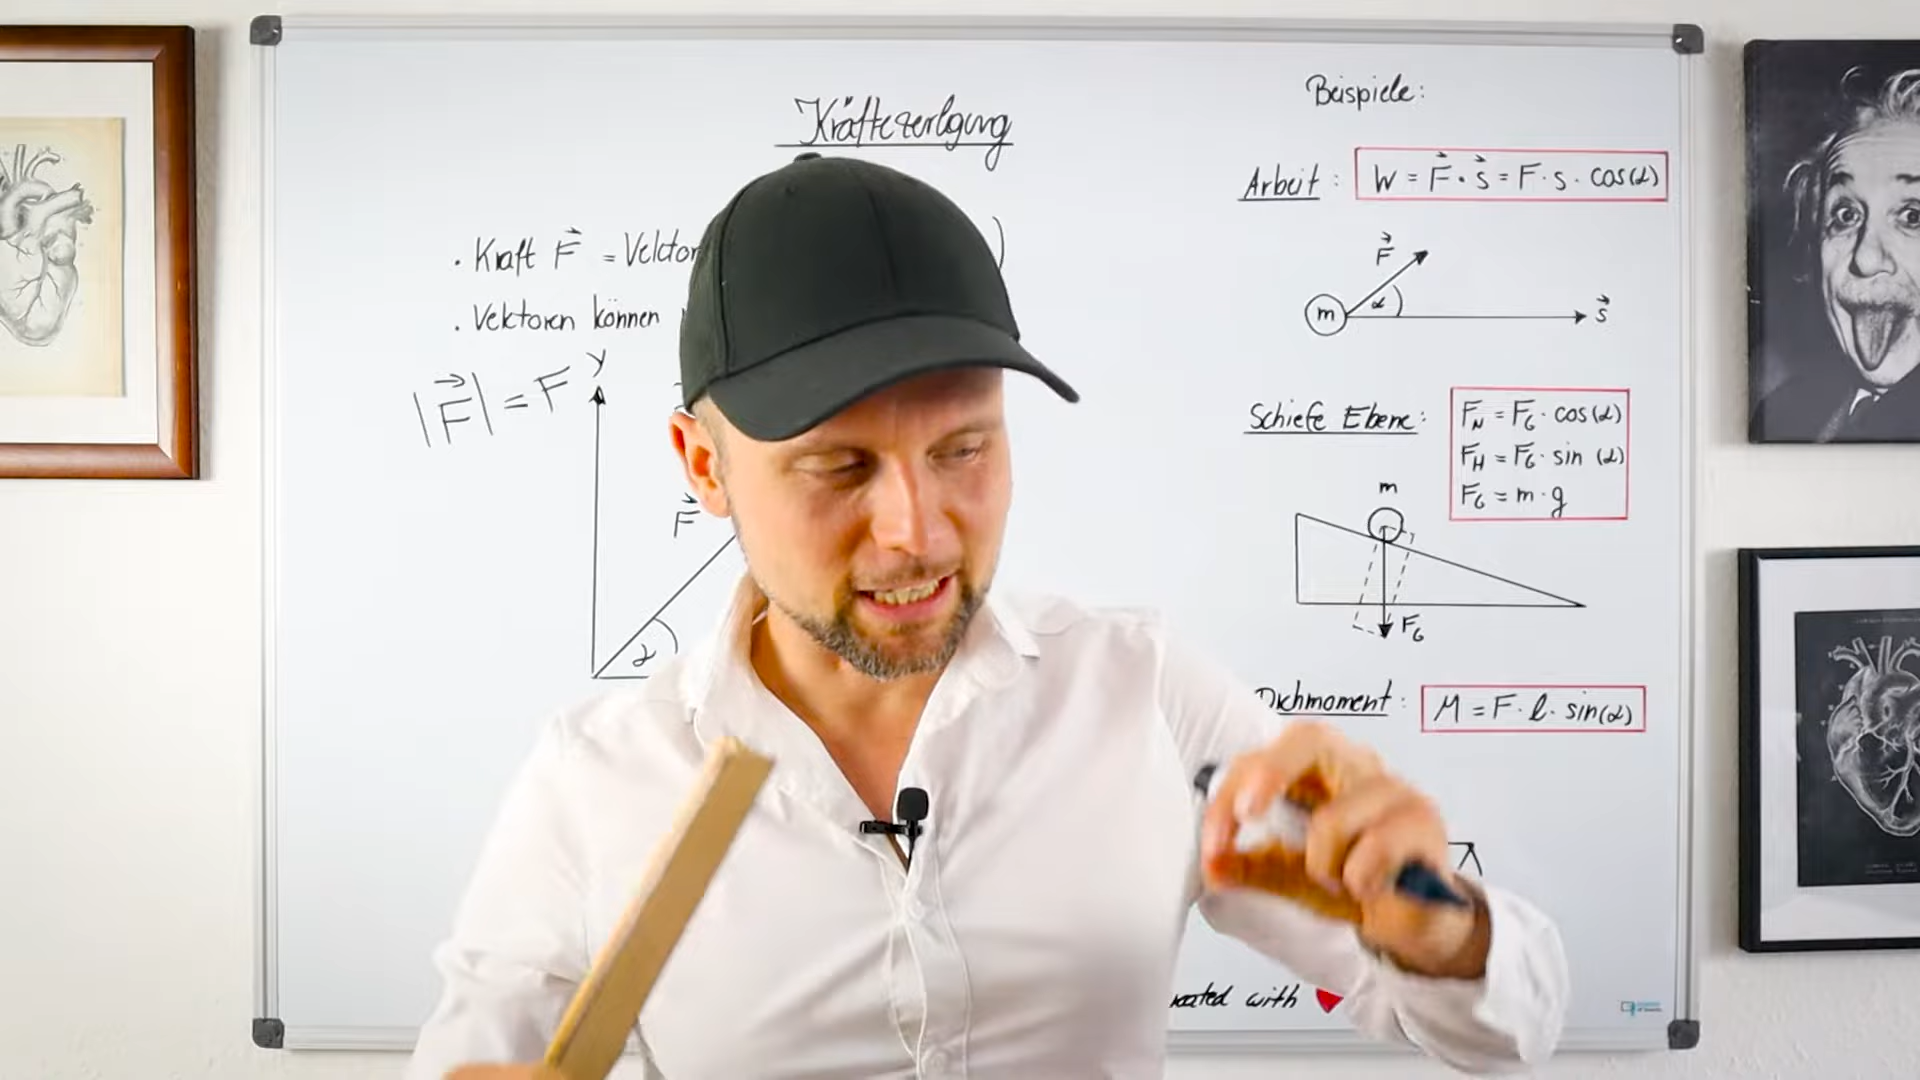 Kräftezerlegung
· Kraft F⃗ = Vektor
· Vektoren können
|F⃗| = F
y
F⃗
α
Beispiele:
Arbeit : W = F⃗ · s⃗ = F · s · cos(α)
F⃗
m α s⃗
Schiefe Ebene : F_N = F_G · cos(α)
F_H = F_G · sin (α)
F_G = m · g
m
F_G
Drehmoment : M = F · l · sin(α)
with